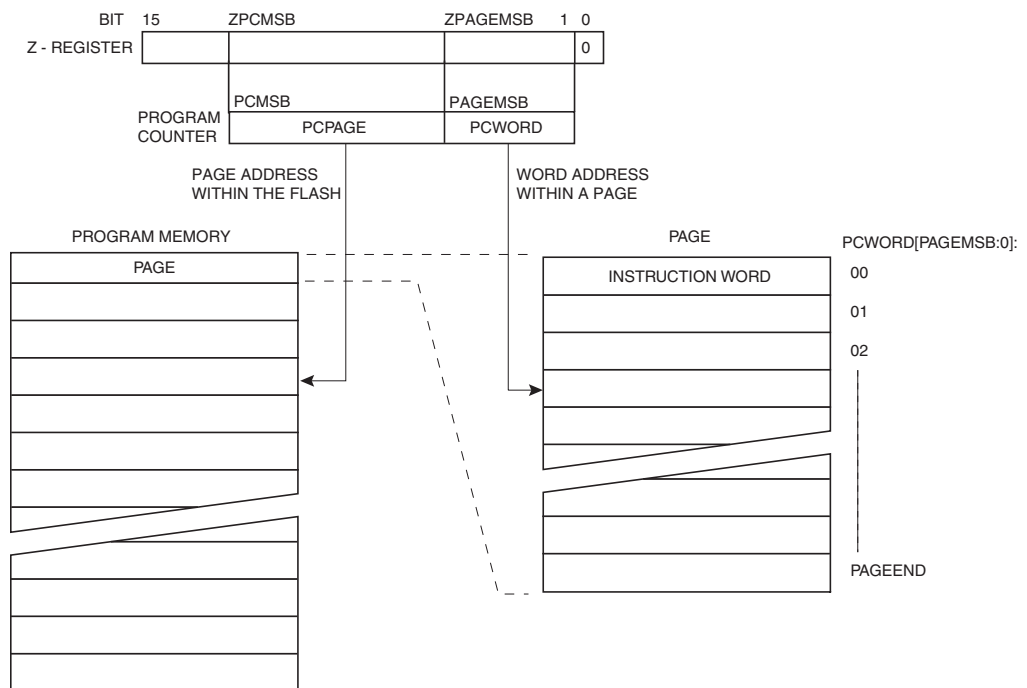 BIT 15 ZPCMSB ZPAGEMSB 1 0
Z - REGISTER 0
PCMSB PAGEMSB
PROGRAM
COUNTER
PCPAGE PCWORD
PAGE ADDRESS
WITHIN THE FLASH
WORD ADDRESS
WITHIN A PAGE
PROGRAM MEMORY
PAGE
PAGE
PCWORD[PAGEMSB:0]:
INSTRUCTION WORD 00
01
02
PAGEEND